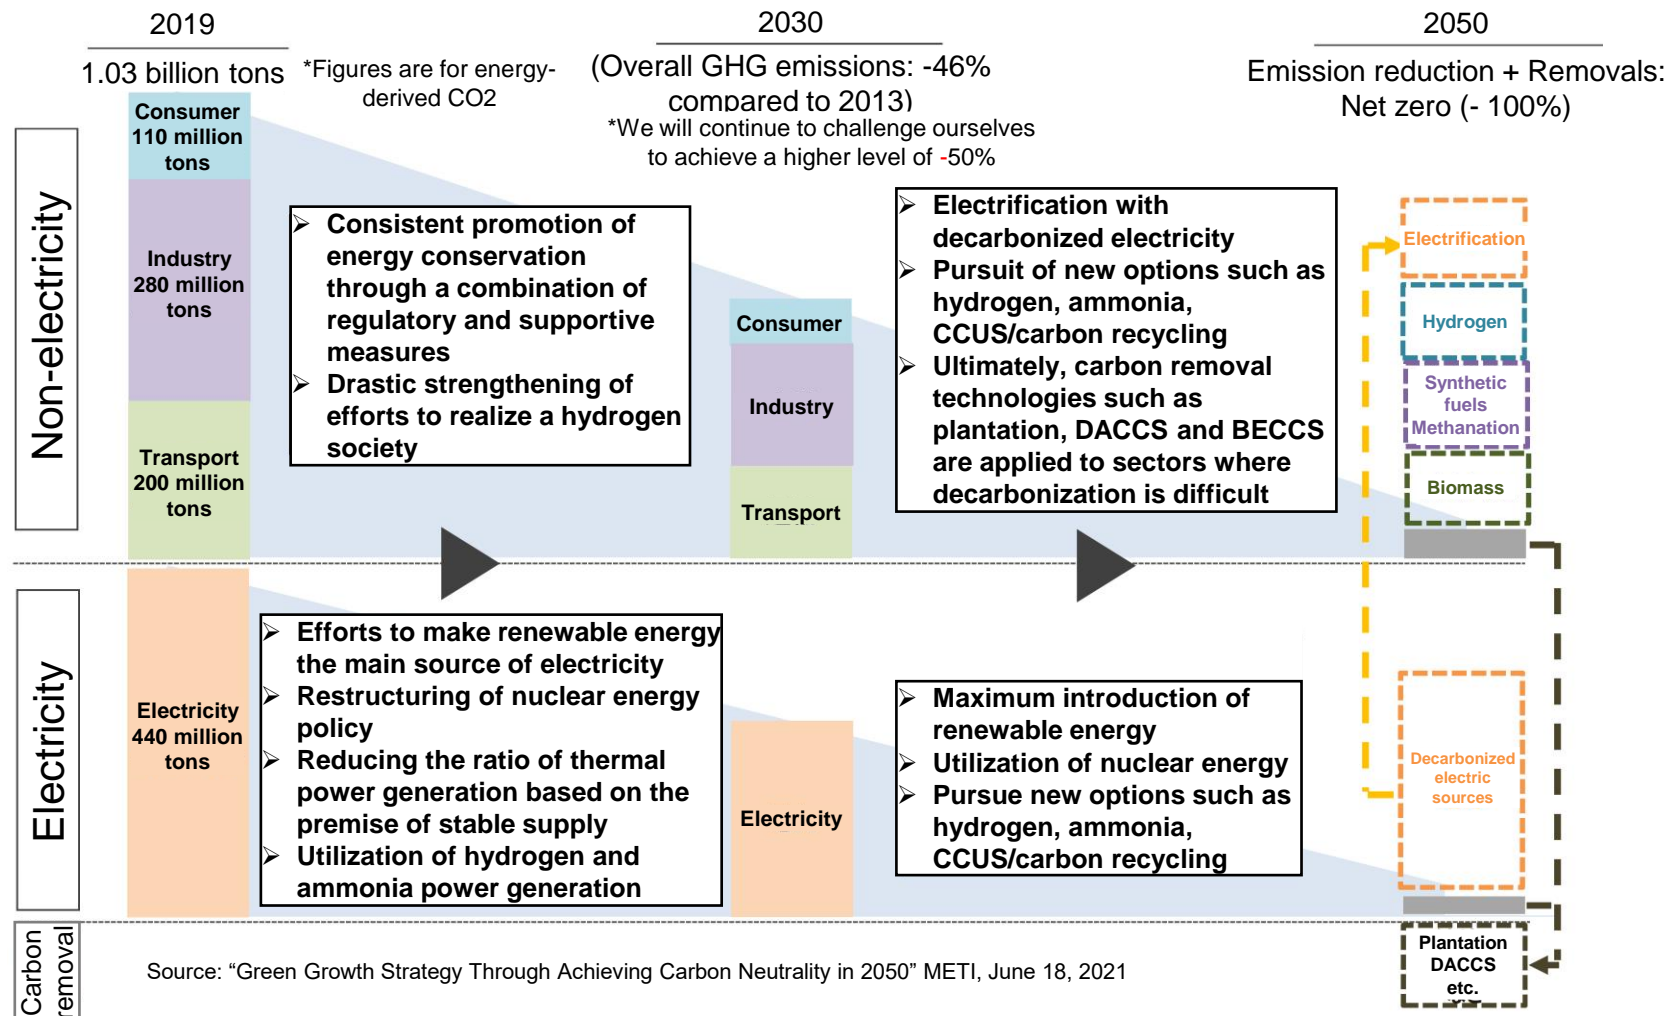 2019
1.03 billion tons
*Figures are for energy-
derived CO2
2030
(Overall GHG emissions: -46%
compared to 2013)
*We will continue to challenge ourselves
to achieve a higher level of -50%
2050
Emission reduction + Removals:
Net zero (- 100%)
Non-electricity
Consumer
110 million
tons
Industry
280 million
tons
Transport
200 million
tons
➢ Consistent promotion of
energy conservation
through a combination of
regulatory and supportive
measures
➢ Drastic strengthening of
efforts to realize a hydrogen
society
Consumer
Industry
Transport
➢ Electrification with
decarbonized electricity
➢ Pursuit of new options such as
hydrogen, ammonia,
CCUS/carbon recycling
➢ Ultimately, carbon removal
technologies such as
plantation, DACCS and BECCS
are applied to sectors where
decarbonization is difficult
Electrification
Hydrogen
Synthetic
fuels
Methanation
Biomass
Electricity
Electricity
440 million
tons
➢ Efforts to make renewable energy
the main source of electricity
➢ Restructuring of nuclear energy
policy
➢ Reducing the ratio of thermal
power generation based on the
premise of stable supply
➢ Utilization of hydrogen and
ammonia power generation
Electricity
➢ Maximum introduction of
renewable energy
➢ Utilization of nuclear energy
➢ Pursue new options such as
hydrogen, ammonia,
CCUS/carbon recycling
Decarbonized
electric
sources
Carbon
removal
Source: “Green Growth Strategy Through Achieving Carbon Neutrality in 2050” METI, June 18, 2021
Plantation
DACCS
etc.